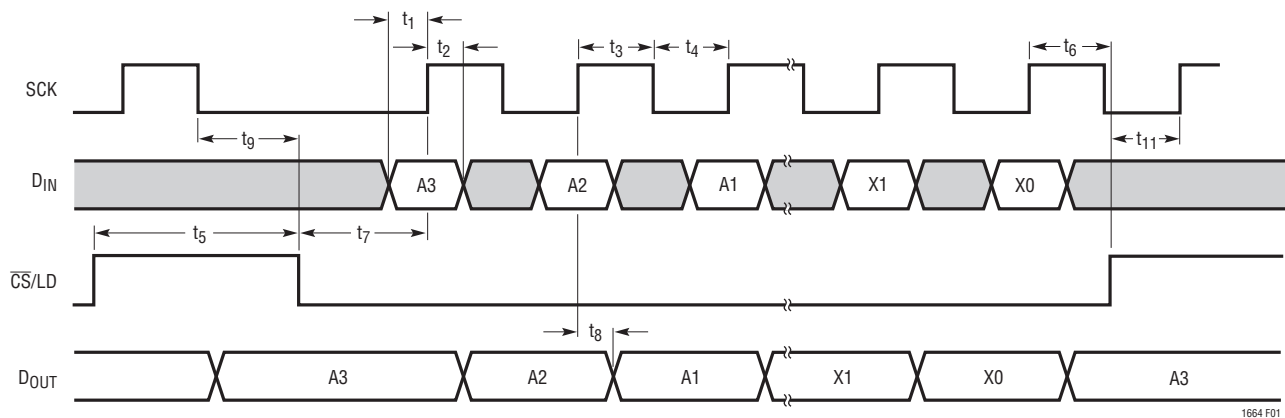 t1
t2
t3
t4
t6
SCK
t9
t11
DIN
A3
A2
A1
X1
X0
t5
t7
CS/LD
t8
DOUT
A3
A2
A1
X1
X0
A3
1664 F01